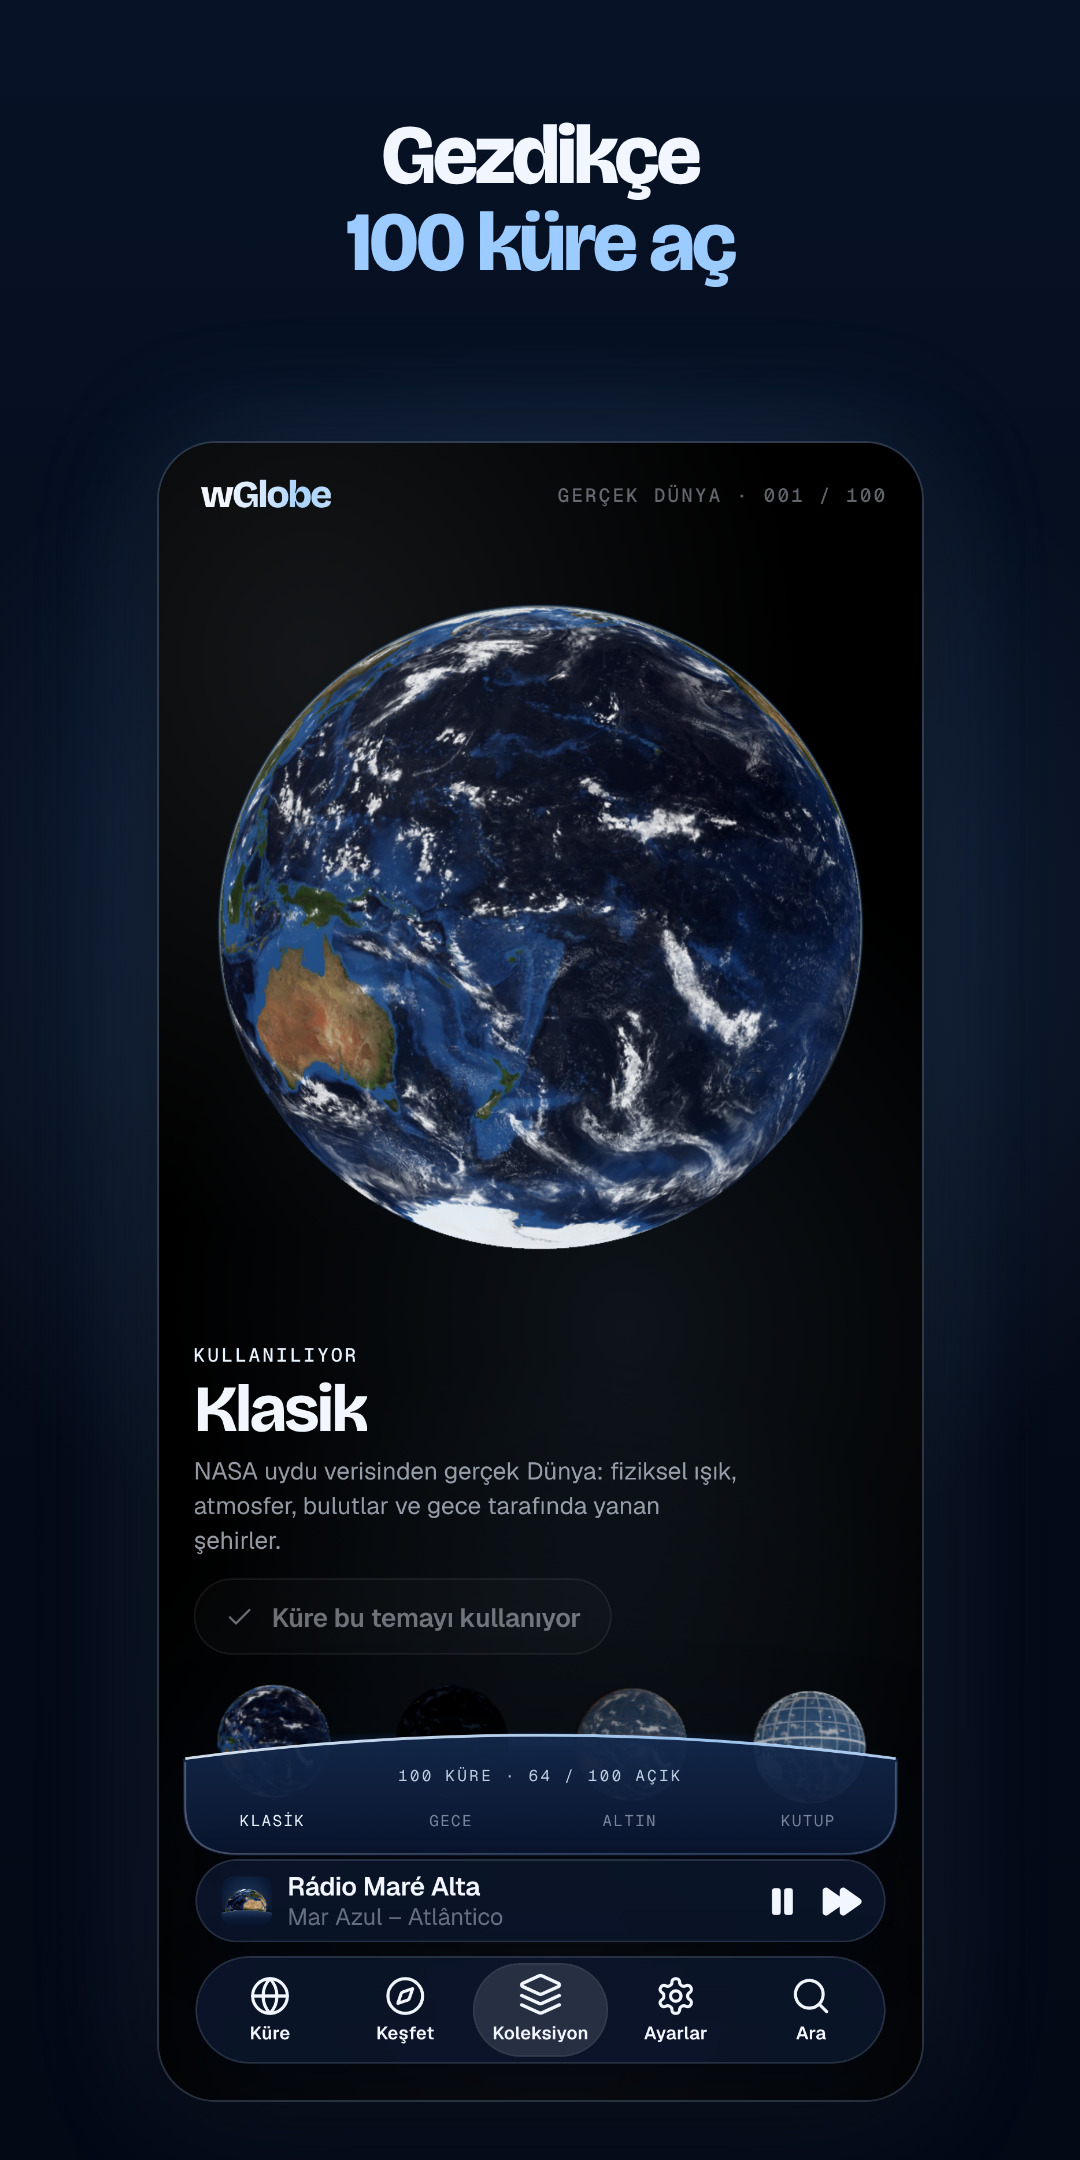 Gezdikçe
100 küre aç
wGlobe
GERÇEK DÜNYA · 001 / 100
KULLANILIYOR
Klasik
NASA uydu verisinden gerçek Dünya: fiziksel ışık,
atmosfer, bulutlar ve gece tarafında yanan
şehirler.
Küre bu temayı kullanıyor
100 KÜRE · 64 / 100 AÇIK
KLASİK GECE ALTIN KUTUP
Rádio Maré Alta
Mar Azul – Atlântico
Küre Keşfet Koleksiyon Ayarlar Ara